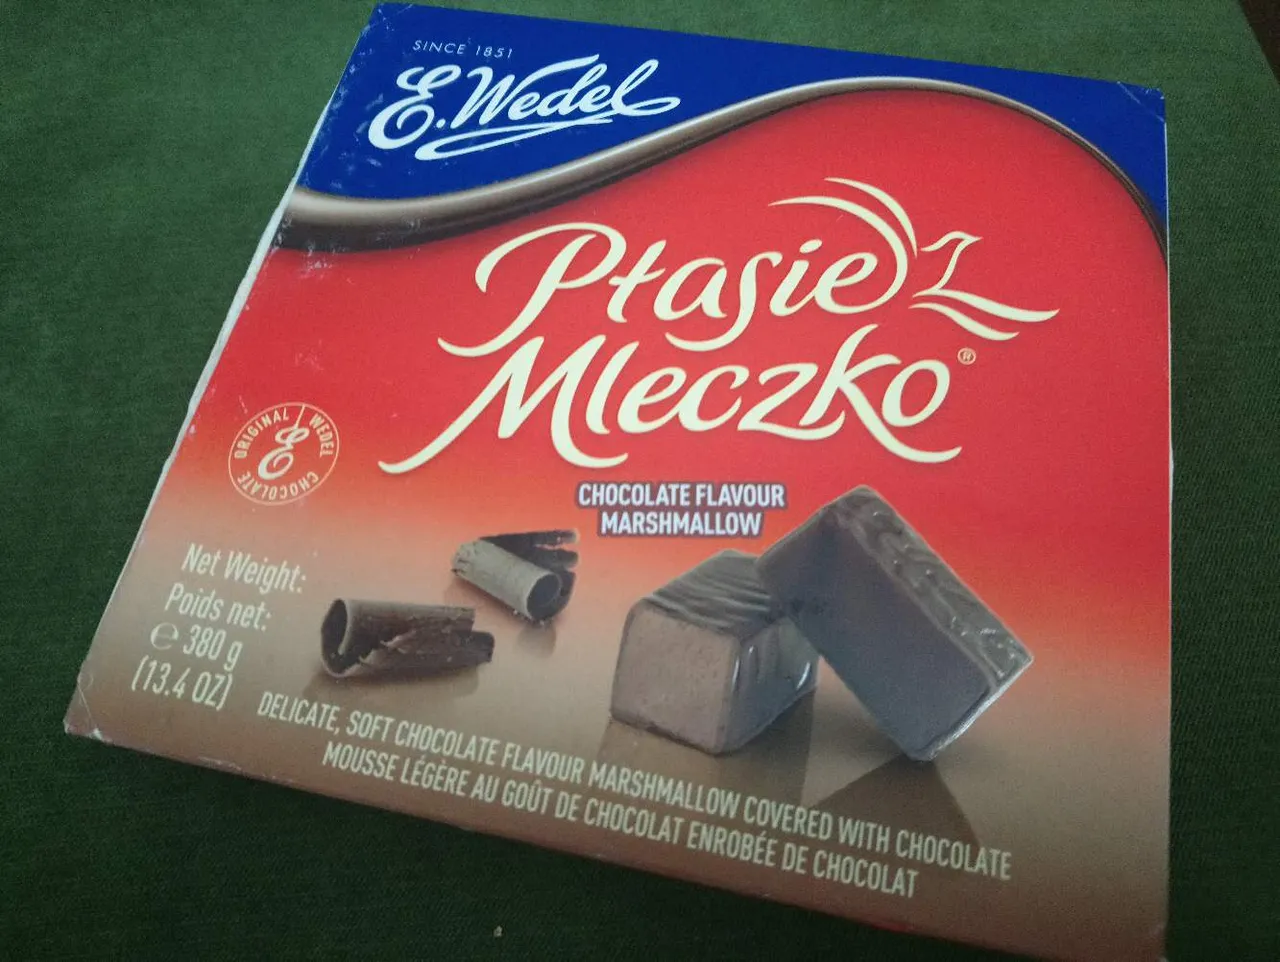 SINCE 1851
E. Wedel
Ptasie
Mleczko®
CHOCOLATE FLAVOUR
MARSHMALLOW
ORIGINAL WEDEL CHOCOLATE
E
Net Weight:
Poids net:
℮ 380 g
(13.4 OZ)
DELICATE, SOFT CHOCOLATE FLAVOUR MARSHMALLOW COVERED WITH CHOCOLATE
MOUSSE LÉGÈRE AU GOÛT DE CHOCOLAT ENROBÉE DE CHOCOLAT